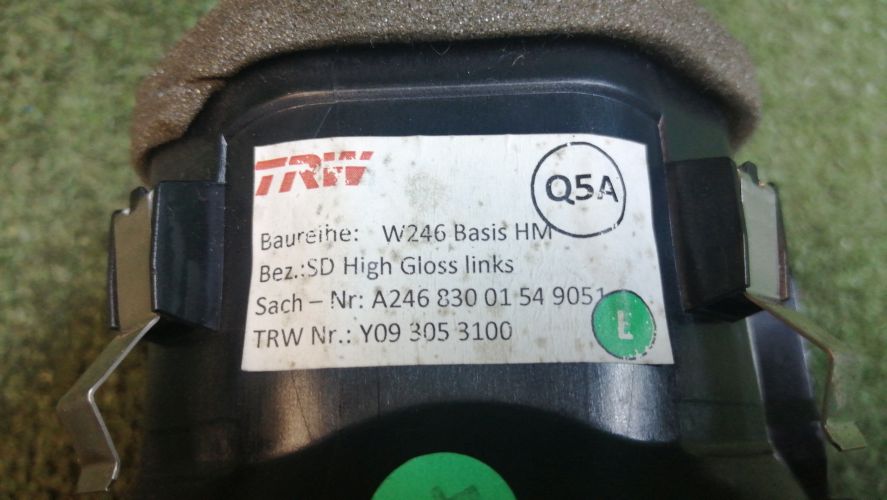 TRW
Q5A
Baureihe: W246 Basis HM
Bez.:SD High Gloss links
Sach – Nr: A246 830 01 54 9051
TRW Nr.: Y09 305 3100
E